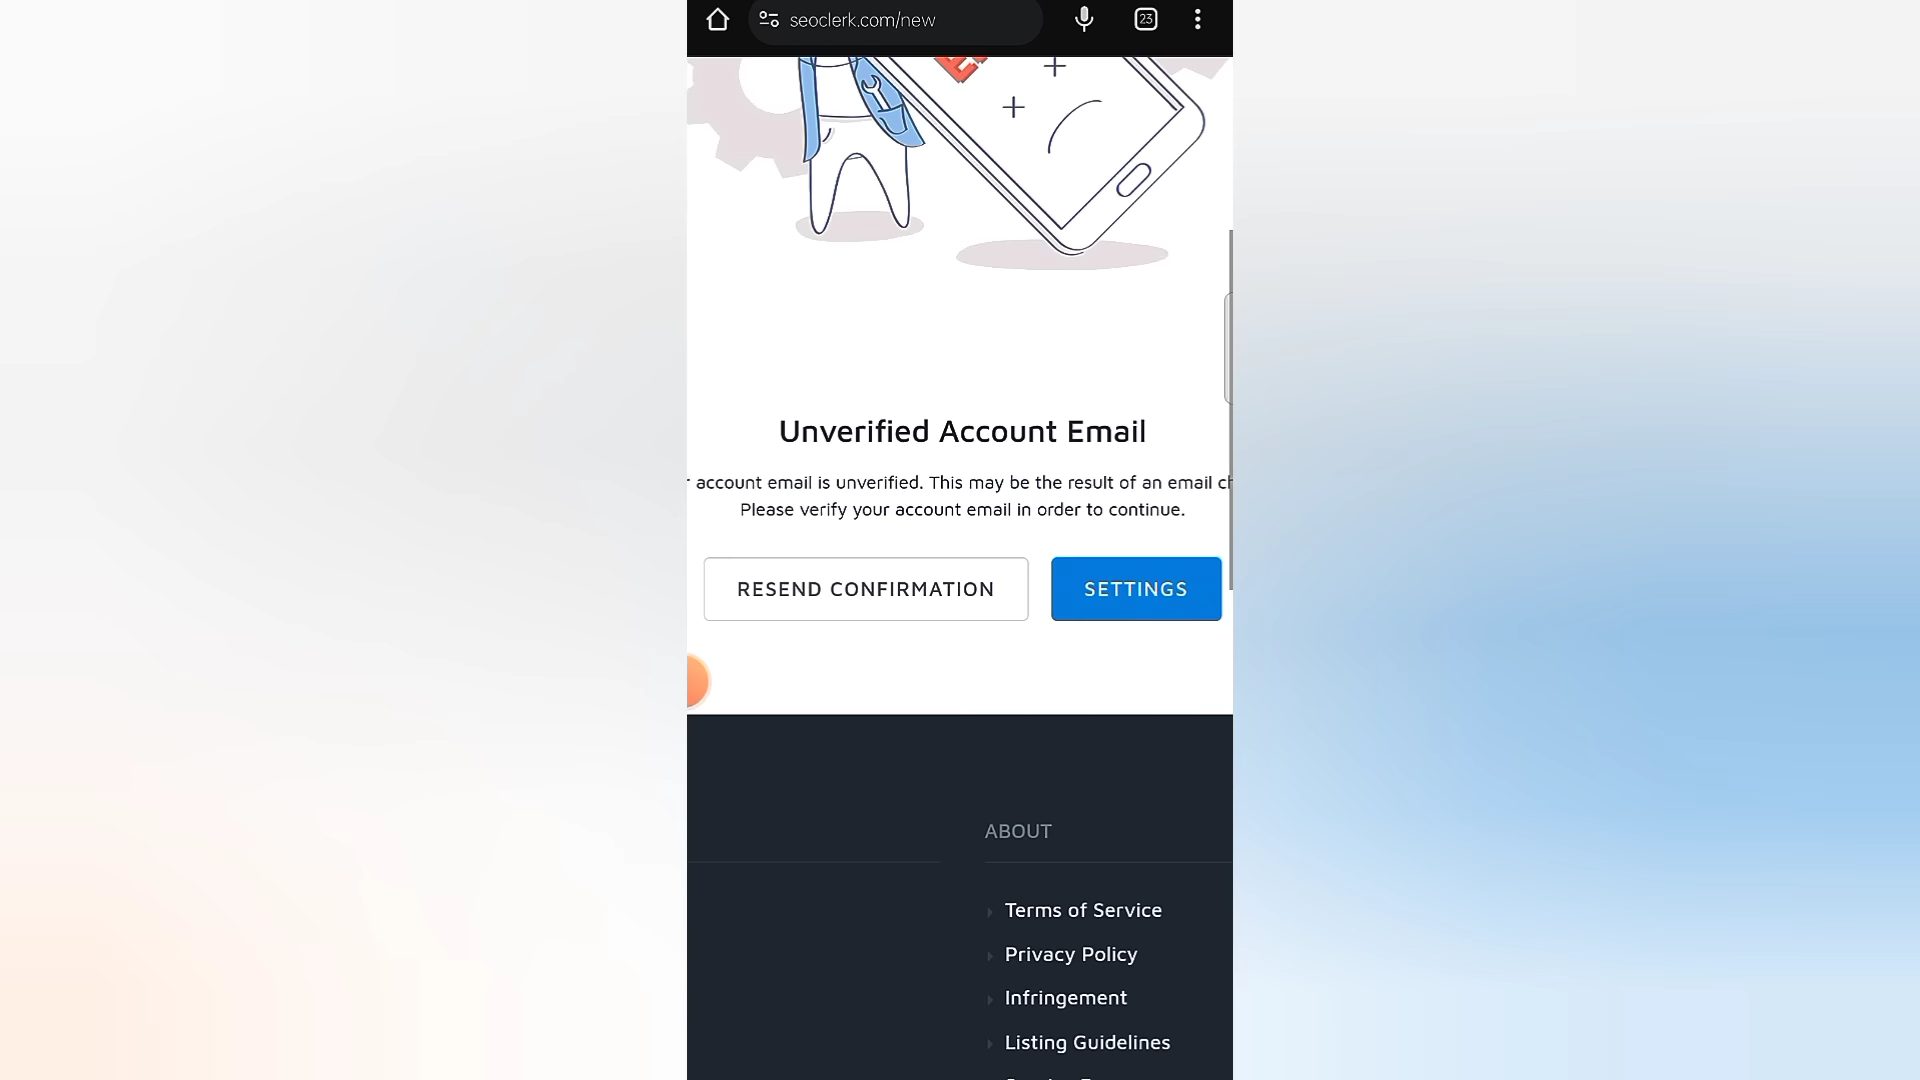 23
seoclerk.com/new
Unverified Account Email
account email is unverified. This may be the result of an email
Please verify your account email in order to continue.
RESEND CONFIRMATION
SETTINGS
ABOUT
Terms of Service
Privacy Policy
Infringement
Listing Guidelines